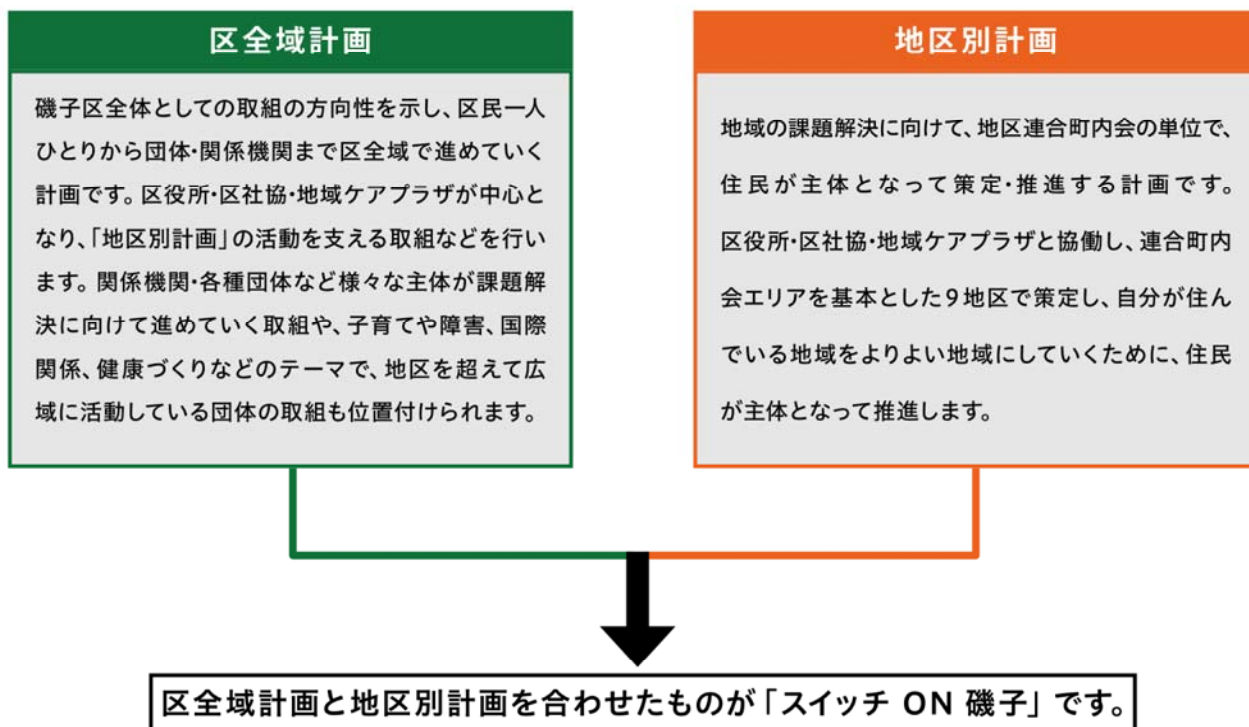 区全域計画
磯子区全体としての取組の方向性を示し、区民一人
ひとりから団体・関係機関まで区全域で進めていく
計画です。区役所・区社協・地域ケアプラザが中心と
なり、「地区別計画」の活動を支える取組などを行い
ます。関係機関・各種団体など様々な主体が課題解
決に向けて進めていく取組や、子育てや障害、国際
関係、健康づくりなどのテーマで、地区を超えて広
域に活動している団体の取組も位置付けられます。
地区別計画
地域の課題解決に向けて、地区連合町内会の単位で、
住民が主体となって策定・推進する計画です。
区役所・区社協・地域ケアプラザと協働し、連合町内
会エリアを基本とした9地区で策定し、自分が住ん
でいる地域をよりよい地域にしていくために、住民
が主体となって推進します。
区全域計画と地区別計画を合わせたものが「スイッチ ON 磯子」です。